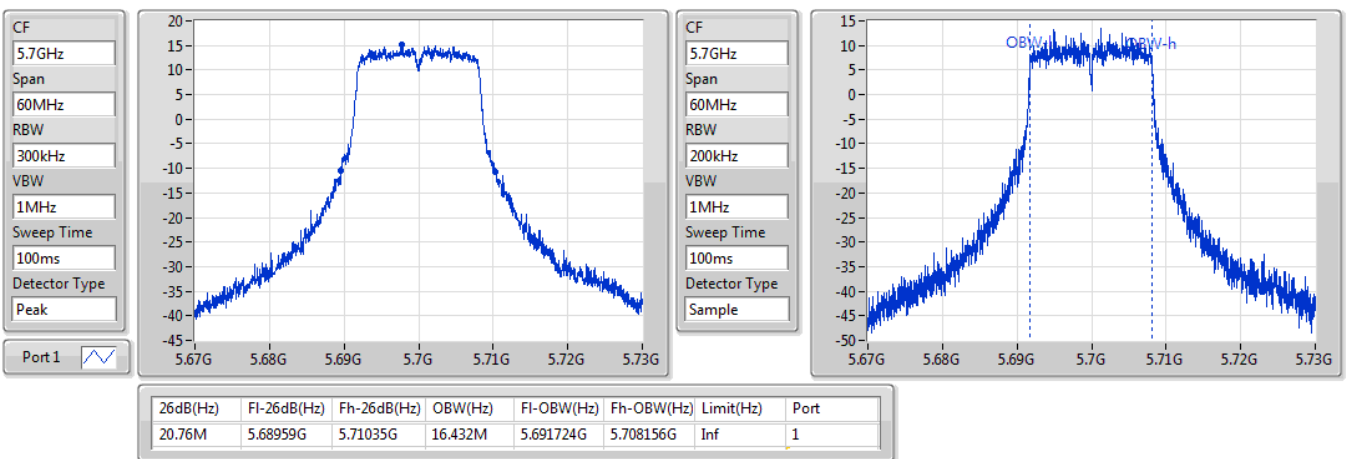 CF
5.7GHz
Span
60MHz
RBW
300kHz
VBW
1MHz
Sweep Time
100ms
Detector Type
Peak
Port 1
20
15
10
5
0
-5
-10
-15
-20
-25
-30
-35
-40
-45
5.67G 5.68G 5.69G 5.7G 5.71G 5.72G 5.73G
CF
5.7GHz
Span
60MHz
RBW
200kHz
VBW
1MHz
Sweep Time
100ms
Detector Type
Sample
15
10
5
0
-5
-10
-15
-20
-25
-30
-35
-40
-45
-50
OBW-h
5.67G 5.68G 5.69G 5.7G 5.71G 5.72G 5.73G
26dB(Hz) Fl-26dB(Hz) Fh-26dB(Hz) OBW(Hz) Fl-OBW(Hz) Fh-OBW(Hz) Limit(Hz) Port
20.76M 5.68959G 5.71035G 16.432M 5.691724G 5.708156G Inf 1